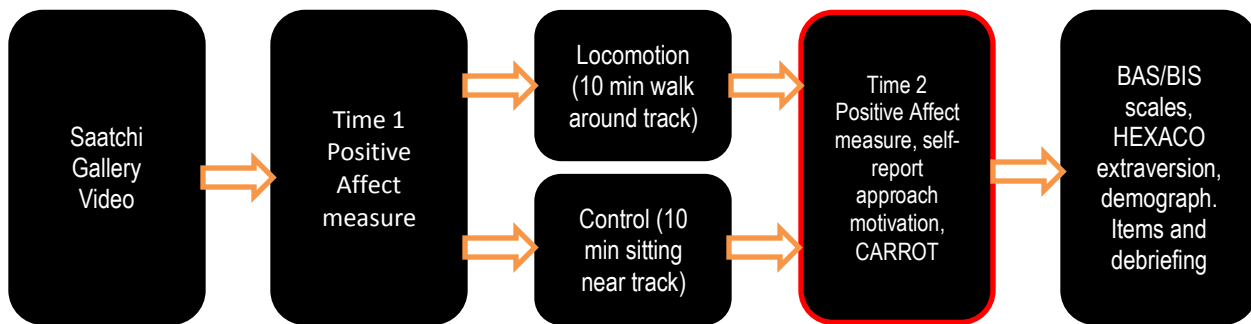 Saatchi
Gallery
Video
Time 1
Positive
Affect
measure
Locomotion
(10 min walk
around track)
Control (10
min sitting
near track)
Time 2
Positive Affect
measure, self-
report
approach
motivation,
CARROT
BAS/BIS
scales,
HEXACO
extraversion,
demograph.
Items and
debriefing